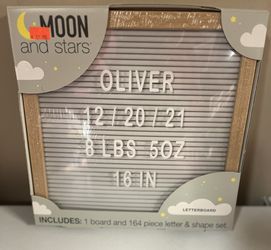 MOON
and stars
OLIVER
12/20/21
8 LBS 5OZ
16 IN
LETTERBOARD
INCLUDES: 1 board and 164 piece letter & shape set